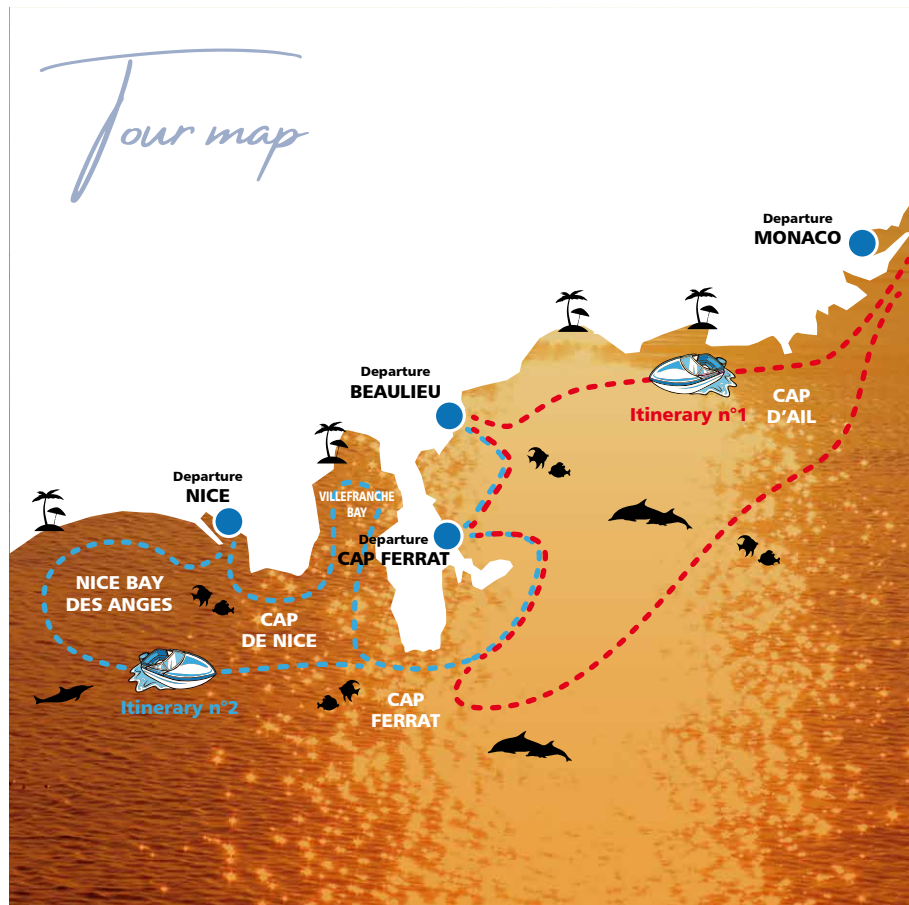 Tour map
Departure
MONACO
Departure
BEAULIEU
Itinerary n°1
CAP
D'AIL
Departure
NICE
VILLEFRANCHE
BAY
Departure
CAP FERRAT
NICE BAY
DES ANGES
CAP
DE NICE
Itinerary n°2
CAP
FERRAT